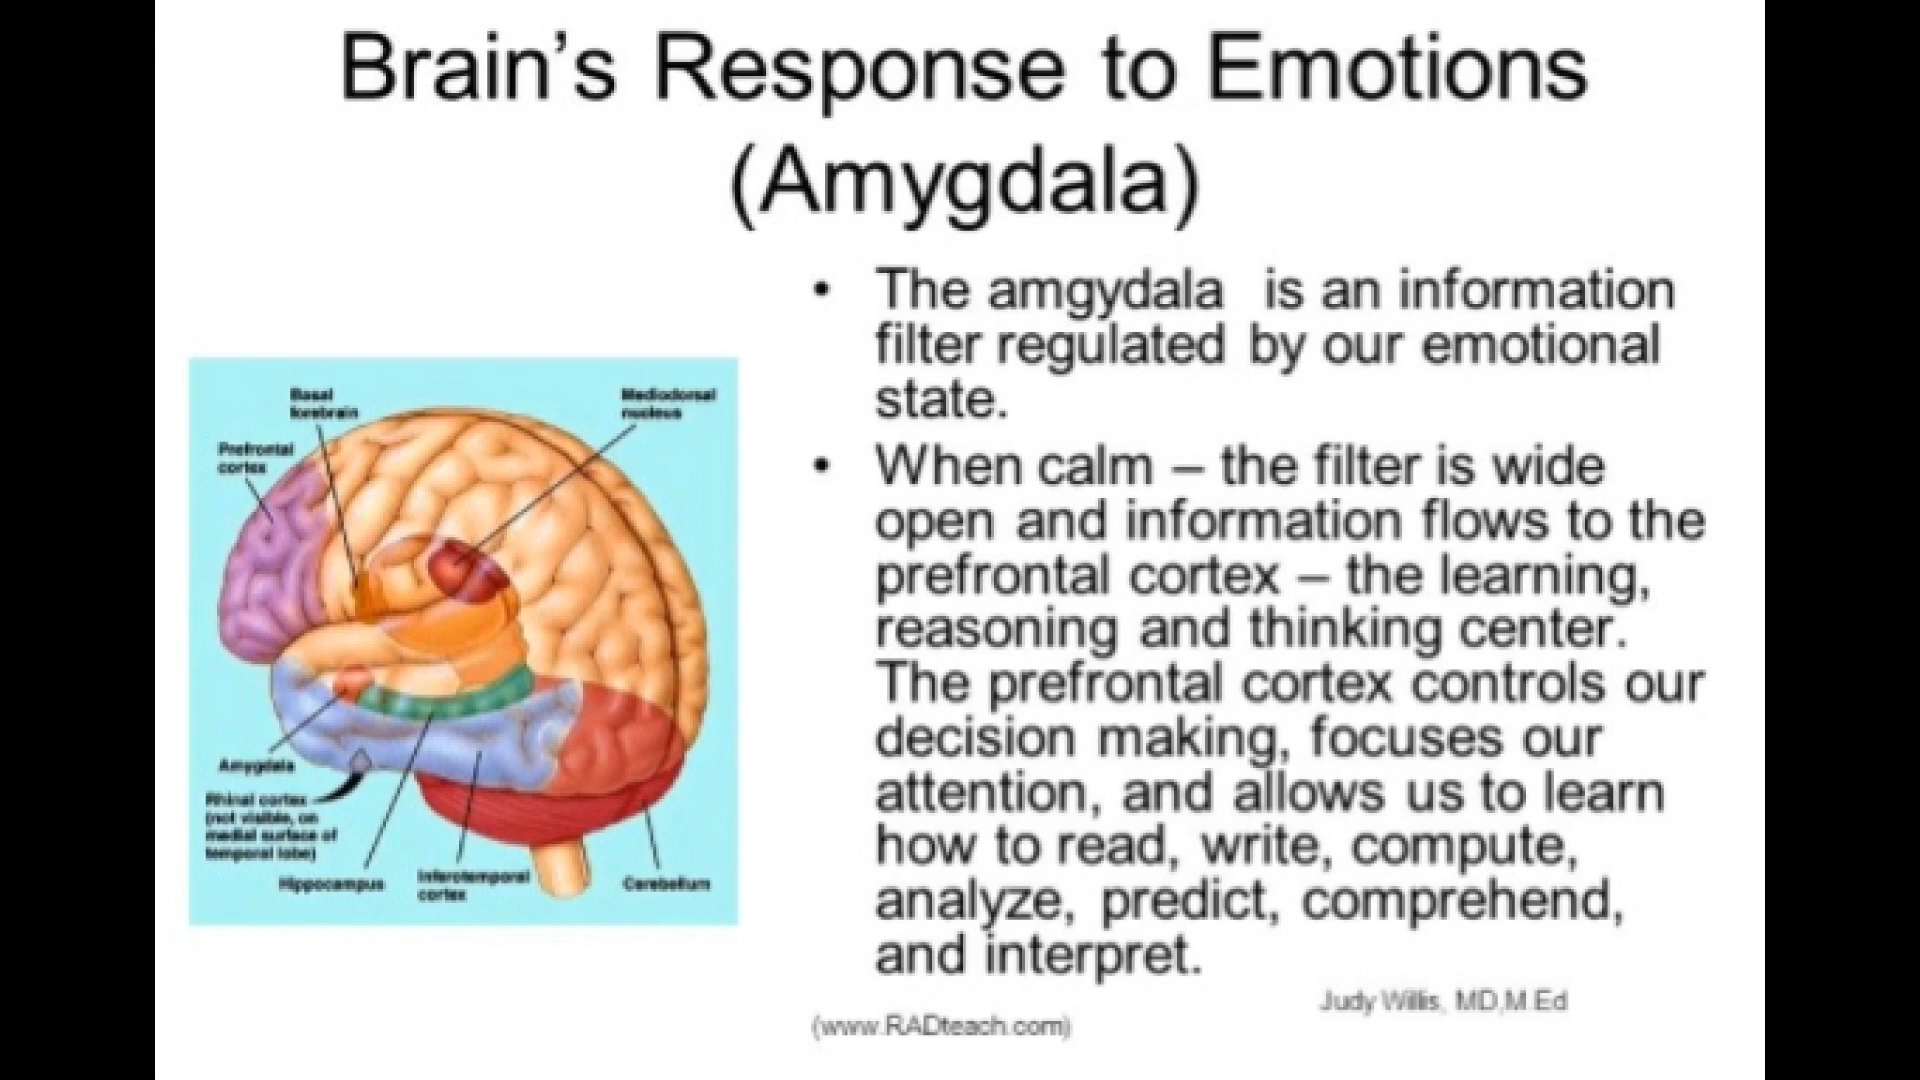 Brain's Response to Emotions
(Amygdala)
• The amgydala is an information
filter regulated by our emotional
state.
• When calm – the filter is wide
open and information flows to the
prefrontal cortex – the learning,
reasoning and thinking center.
The prefrontal cortex controls our
decision making, focuses our
attention, and allows us to learn
how to read, write, compute,
analyze, predict, comprehend,
and interpret.
Judy Willis, MD,M.Ed
(www.RADteach.com)
Basal
forebrain
Mediodorsal
nucleus
Prefrontal
cortex
Amygdala
Rhinal cortex
(not visible, on
medial surface of
temporal lobe)
Hippocampus
Inferotemporal
cortex
Cerebellum